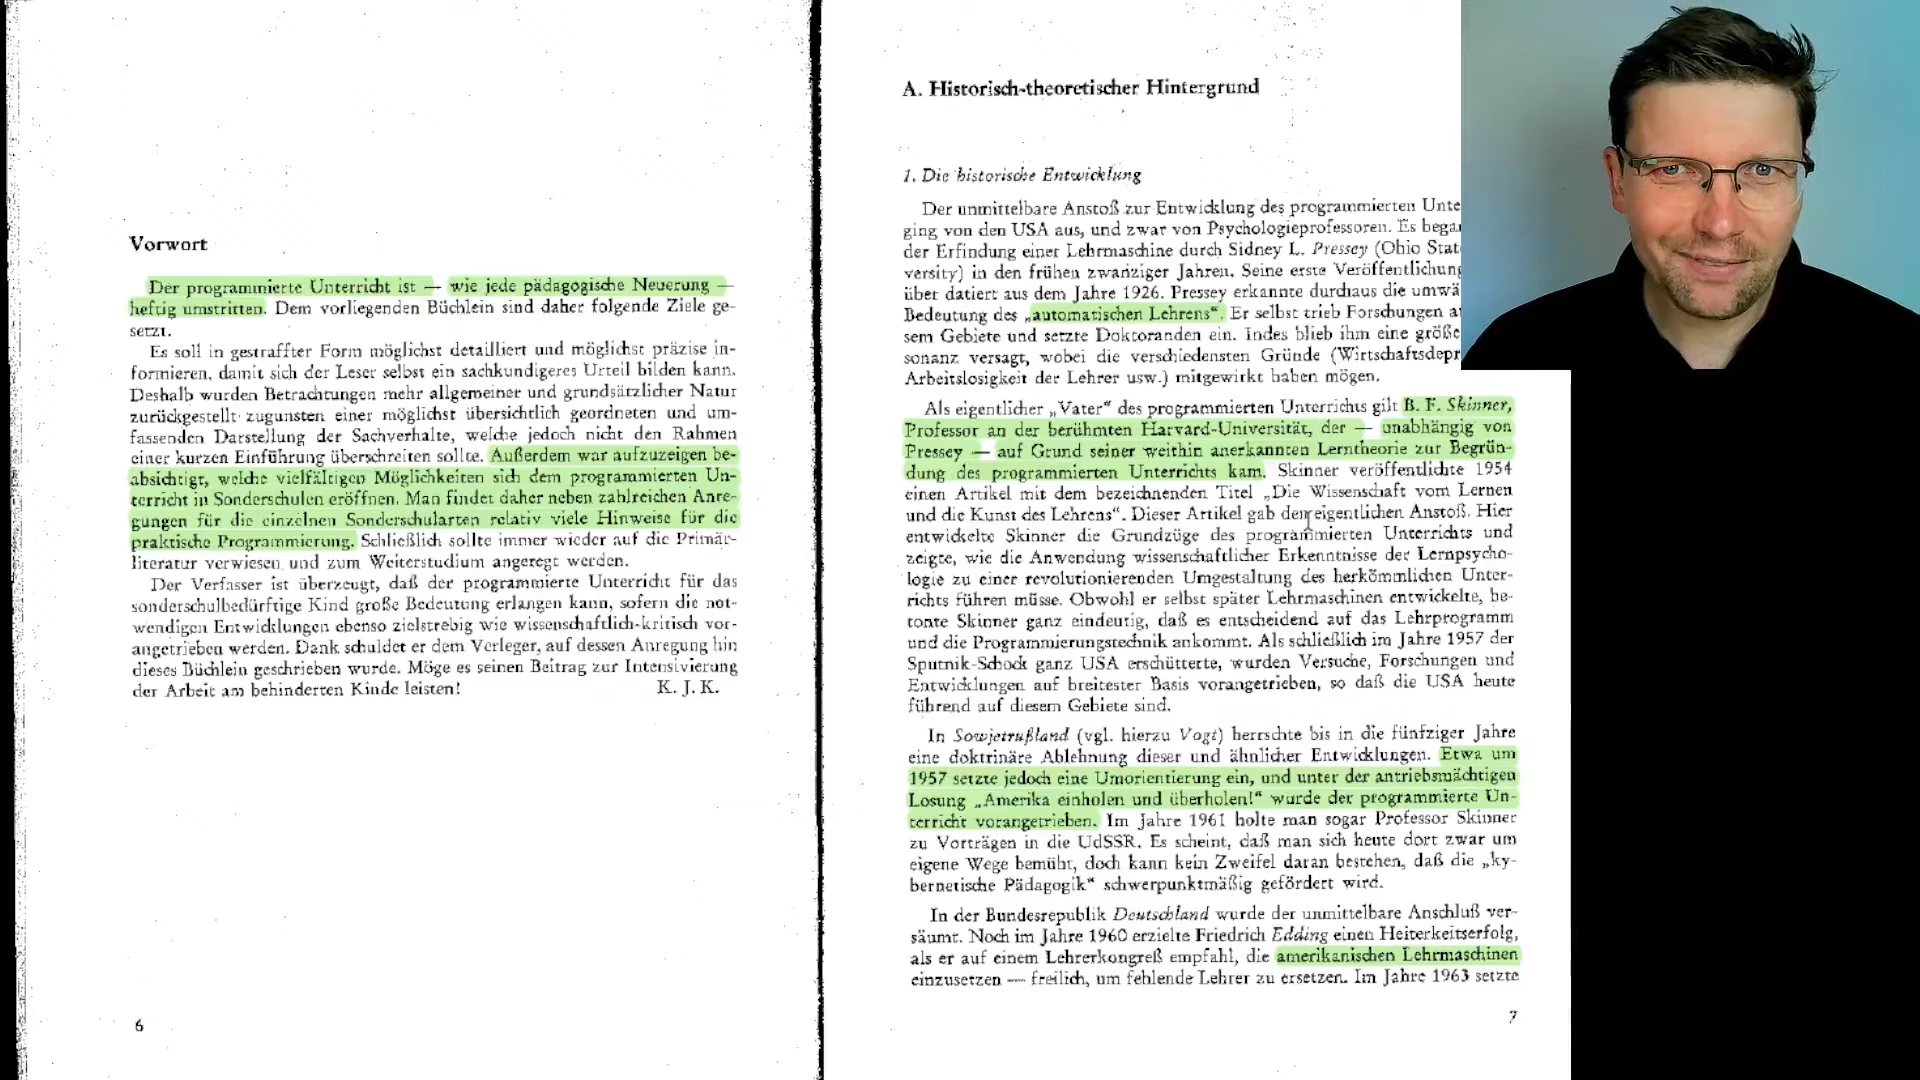 Vorwort
Der programmierte Unterricht ist — wie jede pädagogische Neuerung —
heftig umstritten. Dem vorliegenden Büchlein sind daher folgende Ziele ge-
setzt.
Es soll in gestraffter Form möglichst detailliert und möglichst präzise in-
formieren, damit sich der Leser selbst ein sachkundigeres Urteil bilden kann.
Deshalb wurden Betrachtungen mehr allgemeiner und grundsätzlicher Natur
zurückgestellt zugunsten einer möglichst übersichtlich geordneten und um-
fassenden Darstellung der Sachverhalte, welche jedoch nicht den Rahmen
einer kurzen Einführung überschreiten sollte. Außerdem war aufzuzeigen be-
absichtigt, welche vielfältigen Möglichkeiten sich dem programmierten Un-
terricht in Sonderschulen eröffnen. Man findet daher neben zahlreichen Anre-
gungen für die einzelnen Sonderschularten relativ viele Hinweise für die
praktische Programmierung. Schließlich sollte immer wieder auf die Primär-
literatur verwiesen und zum Weiterstudium angeregt werden.
Der Verfasser ist überzeugt, daß der programmierte Unterricht für das
sonderschulbedürftige Kind große Bedeutung erlangen kann, sofern die not-
wendigen Entwicklungen ebenso zielstrebig wie wissenschaftlich-kritisch vor-
angetrieben werden. Dank schuldet er dem Verleger, auf dessen Anregung hin
dieses Büchlein geschrieben wurde. Möge es seinen Beitrag zur Intensivierung
der Arbeit am behinderten Kinde leisten! K. J. K.
6
A. Historisch-theoretischer Hintergrund
1. Die historische Entwicklung
Der unmittelbare Anstoß zur Entwicklung des programmierten Unte
ging von den USA aus, und zwar von Psychologieprofessoren. Es bega
der Erfindung einer Lehrmaschine durch Sidney L. Pressey (Ohio Stat
versity) in den frühen zwanziger Jahren. Seine erste Veröffentlichung
über datiert aus dem Jahre 1926. Pressey erkannte durchaus die umwä
Bedeutung des „automatischen Lehrens“. Er selbst trieb Forschungen a
sem Gebiete und setzte Doktoranden ein. Indes blieb ihm eine größe
sonanz versagt, wobei die verschiedensten Gründe (Wirtschaftsdepr
Arbeitslosigkeit der Lehrer usw.) mitgewirkt haben mögen.
Als eigentlicher „Vater“ des programmierten Unterrichts gilt B. F. Skinner,
Professor an der berühmten Harvard-Universität, der — unabhängig von
Pressey — auf Grund seiner weithin anerkannten Lerntheorie zur Begrün-
dung des programmierten Unterrichts kam. Skinner veröffentlichte 1954
einen Artikel mit dem bezeichnenden Titel „Die Wissenschaft vom Lernen
und die Kunst des Lehrens“. Dieser Artikel gab den eigentlichen Anstoß. Hier
entwickelte Skinner die Grundzüge des programmierten Unterrichts und
zeigte, wie die Anwendung wissenschaftlicher Erkenntnisse der Lernpsycho-
logie zu einer revolutionierenden Umgestaltung des herkömmlichen Unter-
richts führen müsse. Obwohl er selbst später Lehrmaschinen entwickelte, be-
tonte Skinner ganz eindeutig, daß es entscheidend auf das Lehrprogramm
und die Programmierungstechnik ankommt. Als schließlich im Jahre 1957 der
Sputnik-Schock ganz USA erschütterte, wurden Versuche, Forschungen und
Entwicklungen auf breitester Basis vorangetrieben, so daß die USA heute
führend auf diesem Gebiete sind.
In Sowjetrußland (vgl. hierzu Vogt) herrschte bis in die fünfziger Jahre
eine doktrinäre Ablehnung dieser und ähnlicher Entwicklungen. Etwa um
1957 setzte jedoch eine Umorientierung ein, und unter der antriebsmächtigen
Losung „Amerika einholen und überholen!“ wurde der programmierte Un-
terricht vorangetrieben. Im Jahre 1961 holte man sogar Professor Skinner
zu Vorträgen in die UdSSR. Es scheint, daß man sich heute dort zwar um
eigene Wege bemüht, doch kann kein Zweifel daran bestehen, daß die „ky-
bernetische Pädagogik“ schwerpunktmäßig gefördert wird.
In der Bundesrepublik Deutschland wurde der unmittelbare Anschluß ver-
säumt. Noch im Jahre 1960 erzielte Friedrich Edding einen Heiterkeitserfolg,
als er auf einem Lehrerkongreß empfahl, die amerikanischen Lehrmaschinen
einzusetzen — freilich, um fehlende Lehrer zu ersetzen. Im Jahre 1963 setzte
7